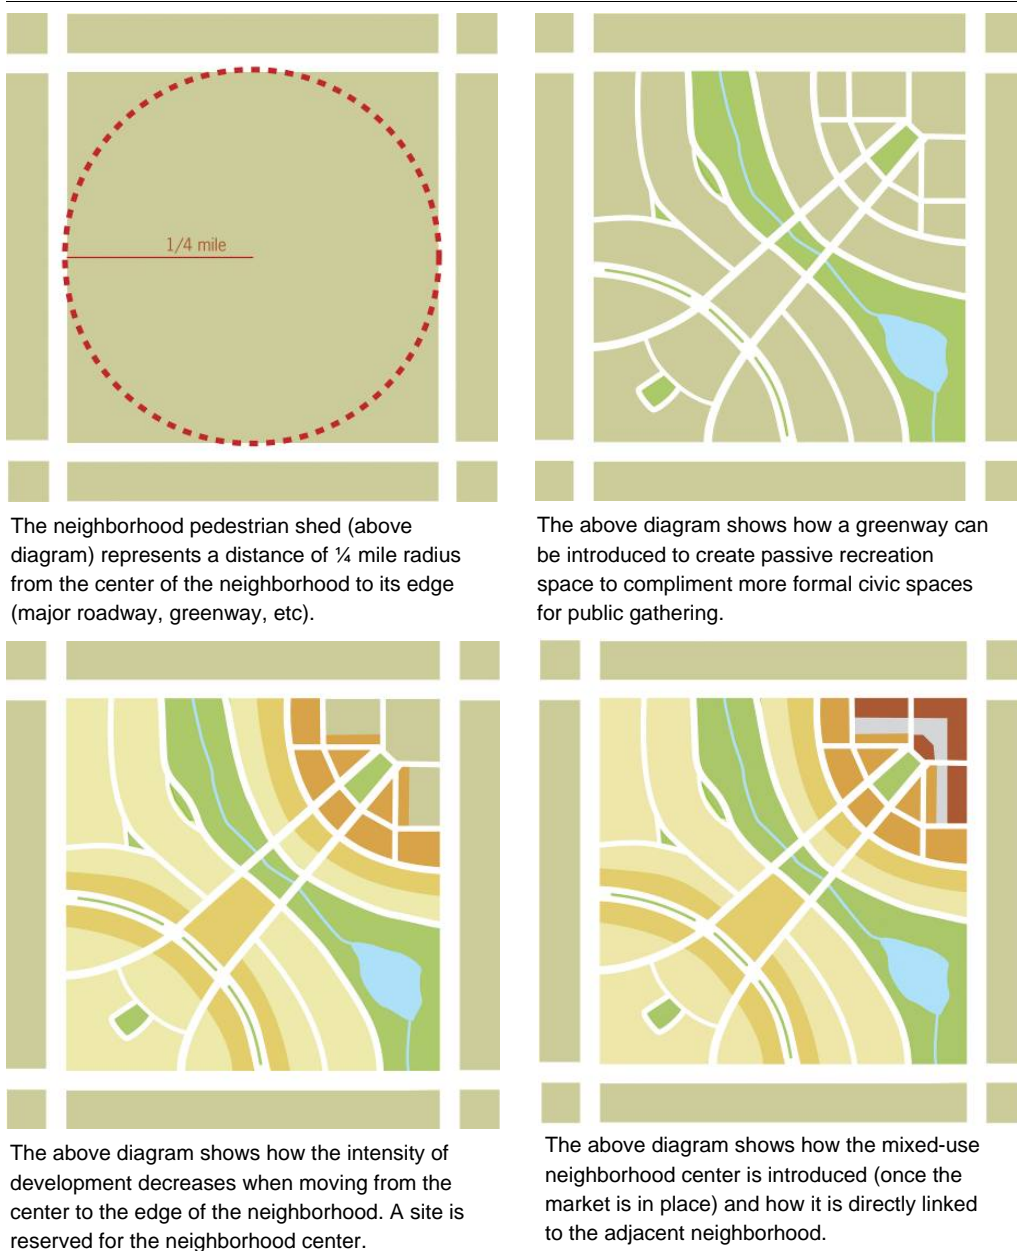 1/4 mile
The neighborhood pedestrian shed (above
diagram) represents a distance of ¼ mile radius
from the center of the neighborhood to its edge
(major roadway, greenway, etc).
The above diagram shows how a greenway can
be introduced to create passive recreation
space to compliment more formal civic spaces
for public gathering.
The above diagram shows how the intensity of
development decreases when moving from the
center to the edge of the neighborhood. A site is
reserved for the neighborhood center.
The above diagram shows how the mixed-use
neighborhood center is introduced (once the
market is in place) and how it is directly linked
to the adjacent neighborhood.